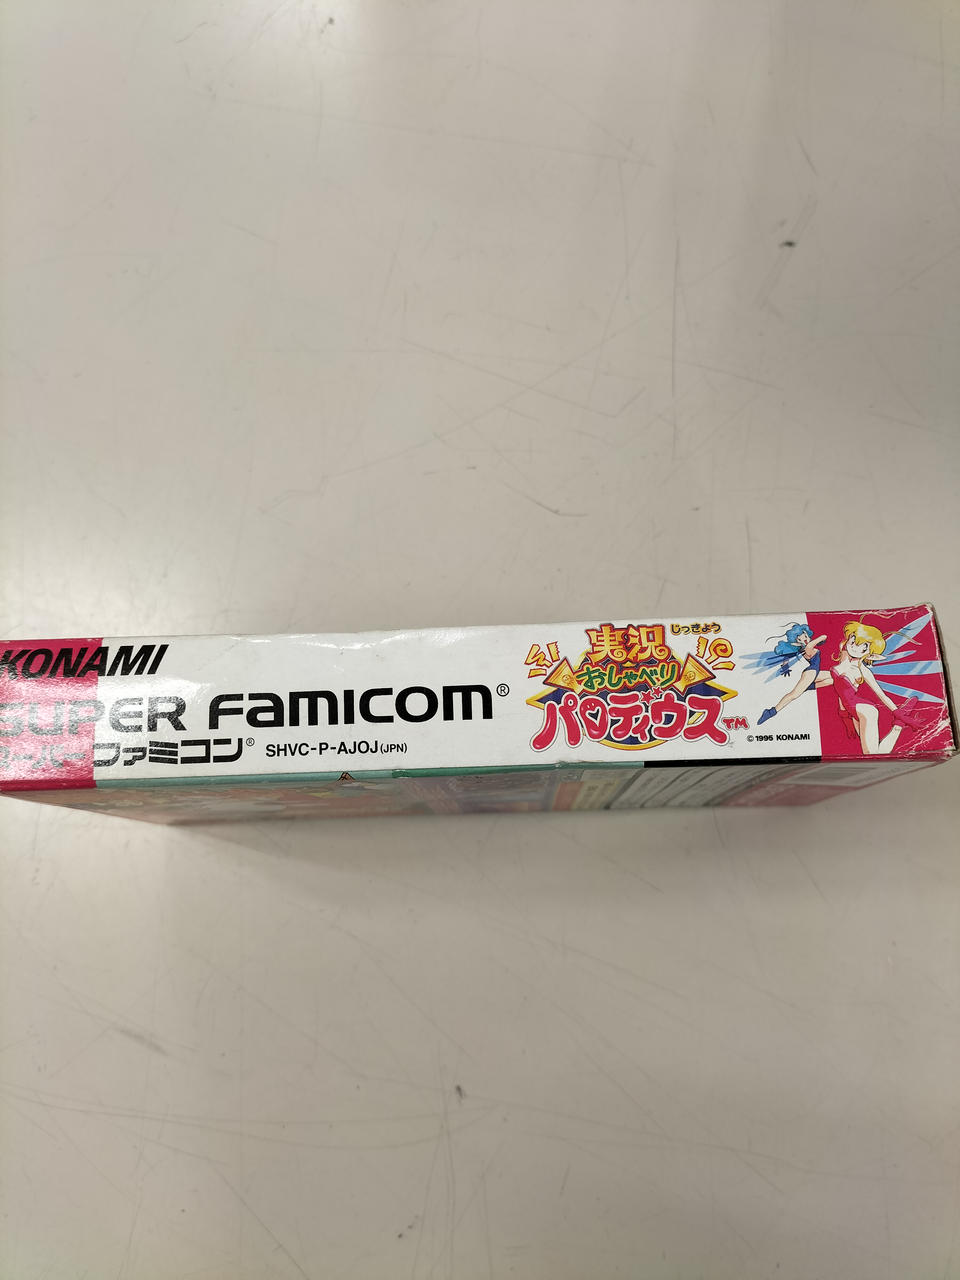 KONAMI
SUPER FAMICOM®
スーパーファミコン®
SHVC-P-AJOJ(JPN)
じっきょう
実況
おしゃべり
パロディウス™
©1995 KONAMI